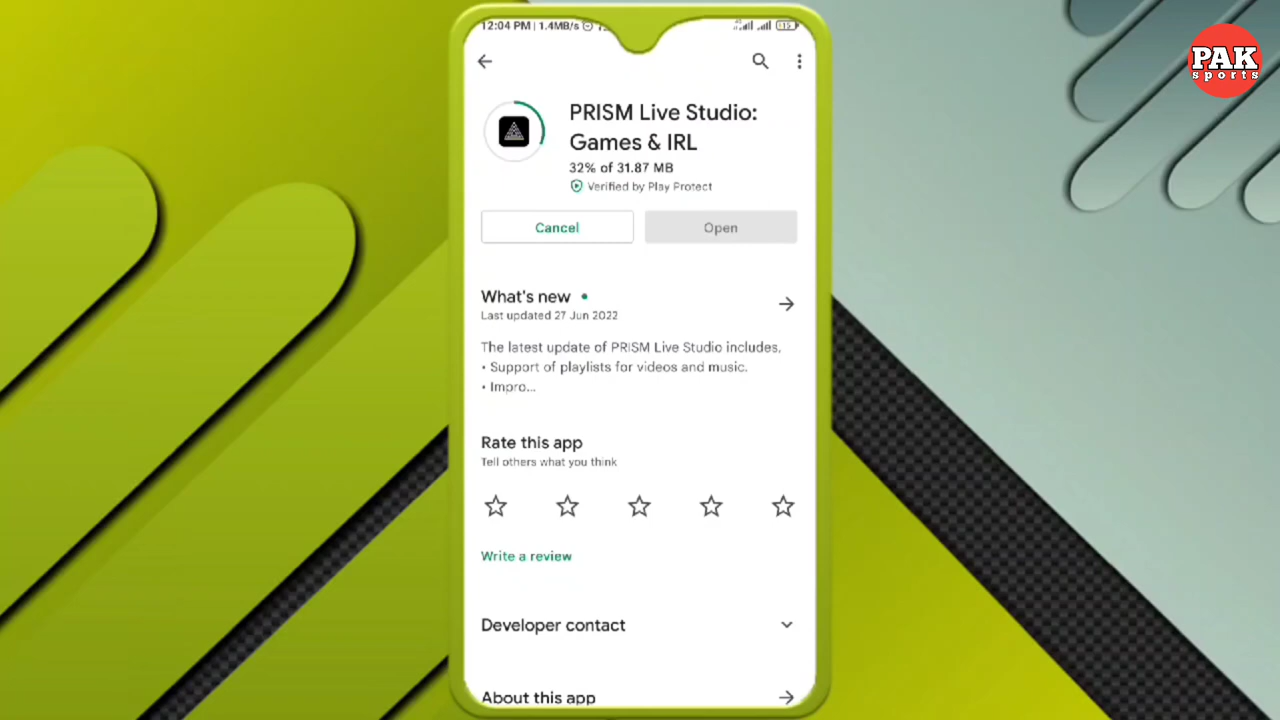 12:04 PM | 1.4MB/s
PAK
sports
PRISM Live Studio:
Games & IRL
32% of 31.87 MB
Verified by Play Protect
Cancel
Open
What's new
Last updated 27 Jun 2022
The latest update of PRISM Live Studio includes,
• Support of playlists for videos and music.
• Impro...
Rate this app
Tell others what you think
Write a review
Developer contact
About this app